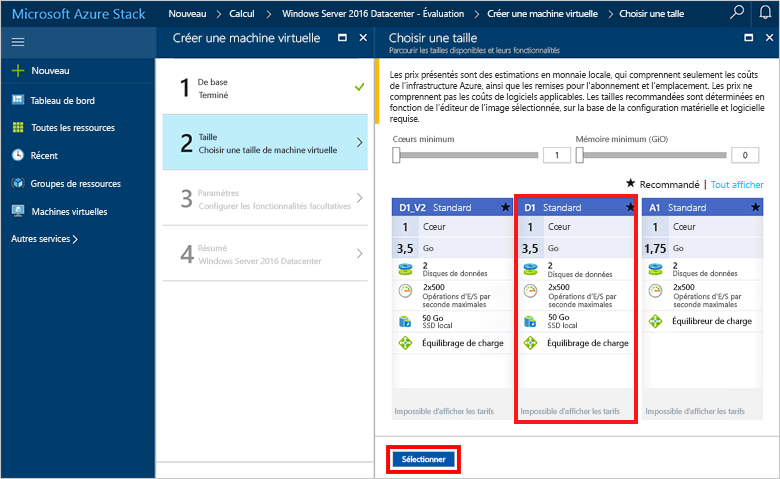 Microsoft Azure Stack
Nouveau > Calcul > Windows Server 2016 Datacenter - Évaluation > Créer une machine virtuelle > Choisir une taille
Nouveau
Tableau de bord
Toutes les ressources
Récent
Groupes de ressources
Machines virtuelles
Autres services >
Créer une machine virtuelle
1 De base
Terminé
2 Taille
Choisir une taille de machine virtuelle
3 Paramètres
Configurer les fonctionnalités facultatives
4 Résumé
Windows Server 2016 Datacenter
Choisir une taille
Parcourir les tailles disponibles et leurs fonctionnalités
Les prix présentés sont des estimations en monnaie locale, qui comprennent seulement les coûts
de l'infrastructure Azure, ainsi que les remises pour l'abonnement et l'emplacement. Les prix ne
comprennent pas les coûts de logiciels applicables. Les tailles recommandées sont déterminées en
fonction de l'éditeur de l'image sélectionnée, sur la base de la configuration matérielle et logicielle
requise.
Cœurs minimum
1
Mémoire minimum (GiO)
0
★ Recommandé | Tout afficher
D1_V2 Standard ★
1 Cœur
3,5 Go
2
Disques de données
2x500
Opérations d'E/S par
seconde maximales
50 Go
SSD local
Équilibrage de charge
Impossible d'afficher les tarifs
D1 Standard ★
1 Cœur
3,5 Go
2
Disques de données
2x500
Opérations d'E/S par
seconde maximales
50 Go
SSD local
Équilibrage de charge
Impossible d'afficher les tarifs
A1 Standard ★
1 Cœur
1,75 Go
2
Disques de données
2x500
Opérations d'E/S par
seconde maximales
Équilibreur de charge
Impossible d'afficher les tarifs
Sélectionner